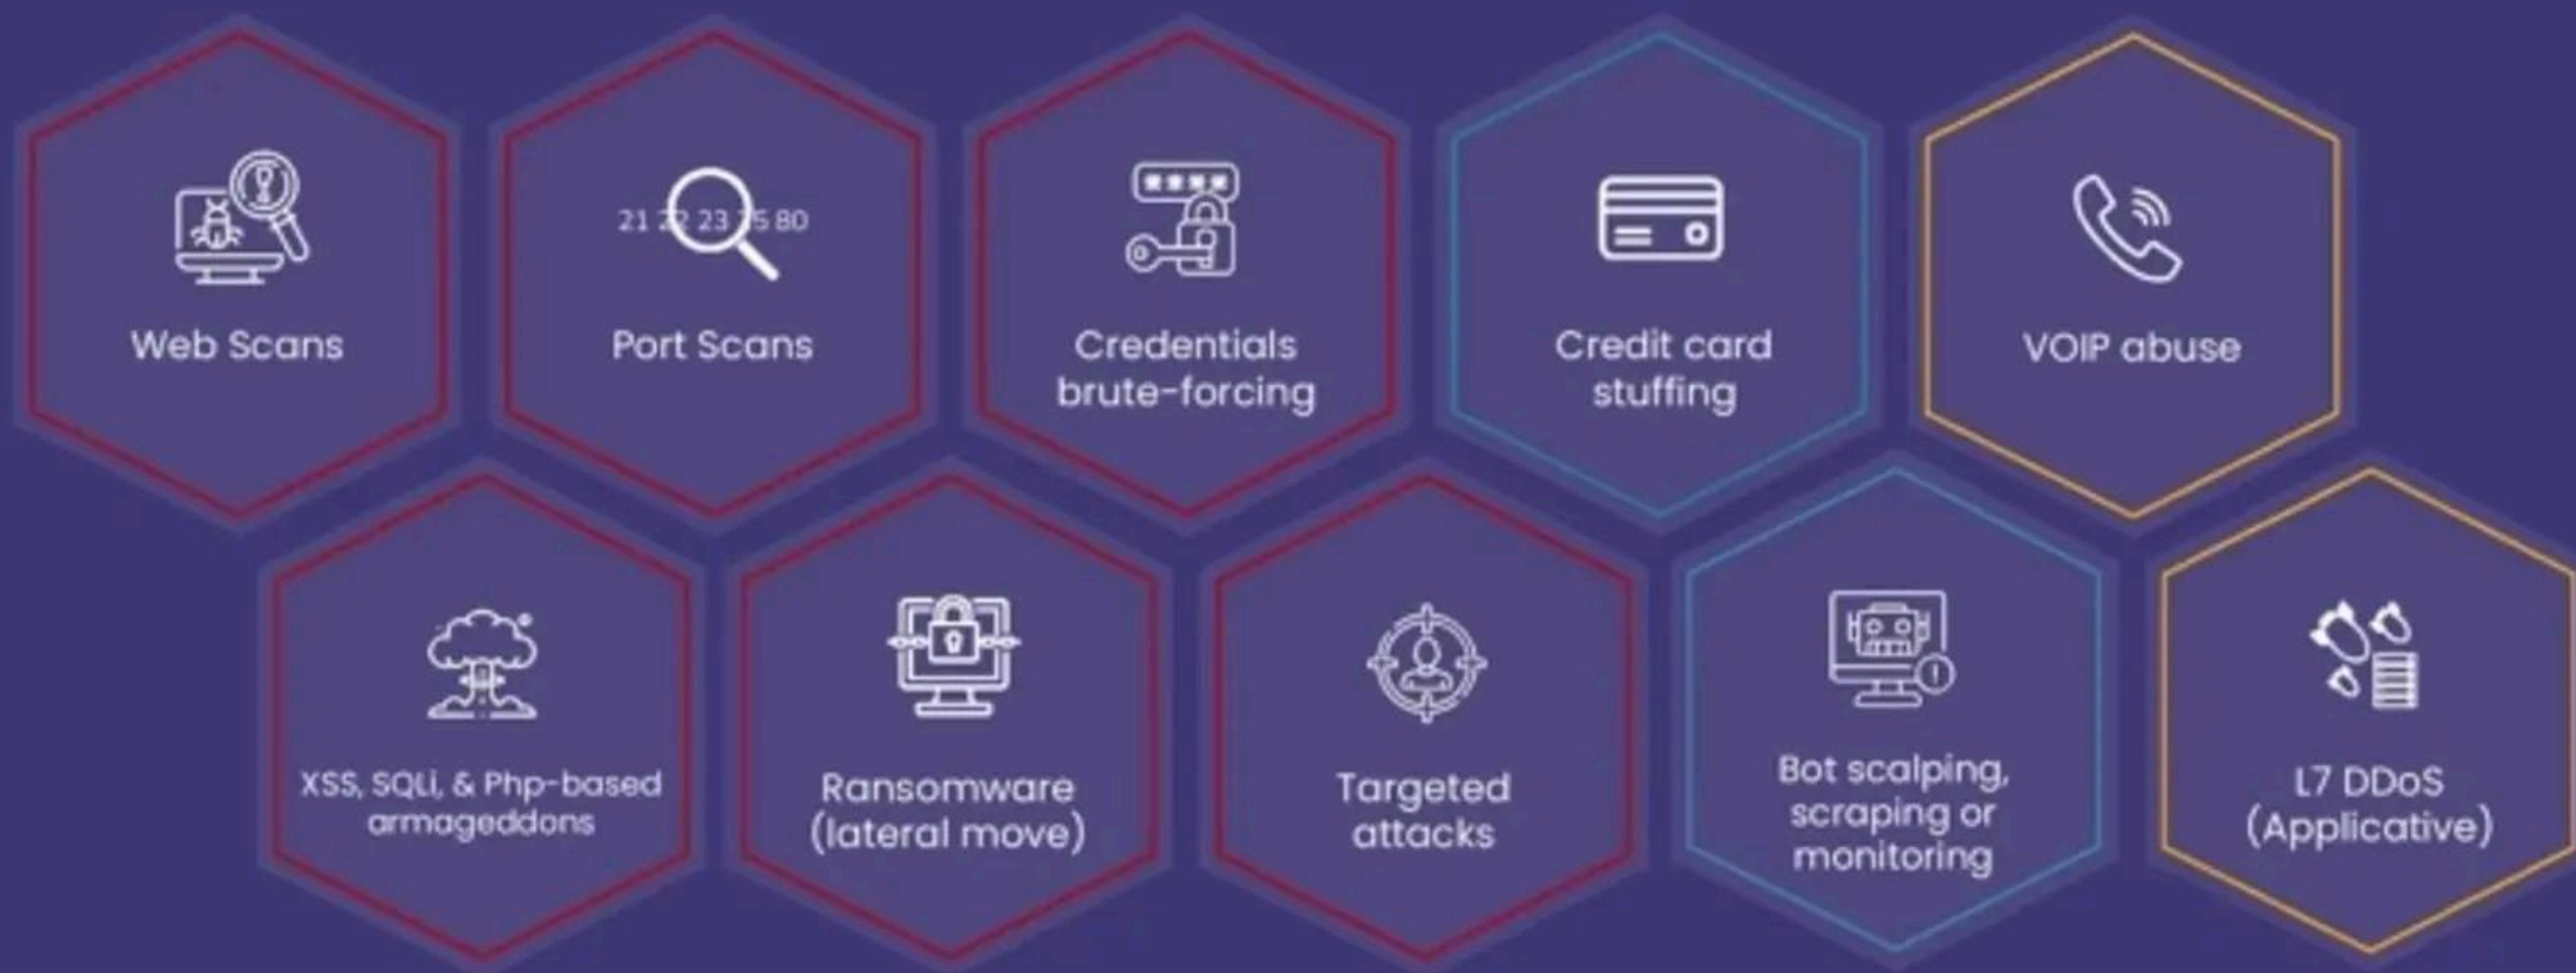 21 22 23 25 80
Web Scans
Port Scans
Credentials
brute-forcing
Credit card
stuffing
VOIP abuse
XSS, SQLi, & Php-based
armageddons
Ransomware
(lateral move)
Targeted
attacks
Bot scalping,
scraping or
monitoring
L7 DDoS
(Applicative)